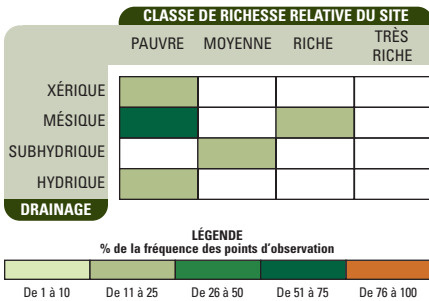 CLASSE DE RICHESSE RELATIVE DU SITE
PAUVRE MOYENNE RICHE TRÈS RICHE
XÉRIQUE
MÉSIQUE
SUBHYDRIQUE
HYDRIQUE
DRAINAGE
LÉGENDE
% de la fréquence des points d'observation
De 1 à 10 De 11 à 25 De 26 à 50 De 51 à 75 De 76 à 100